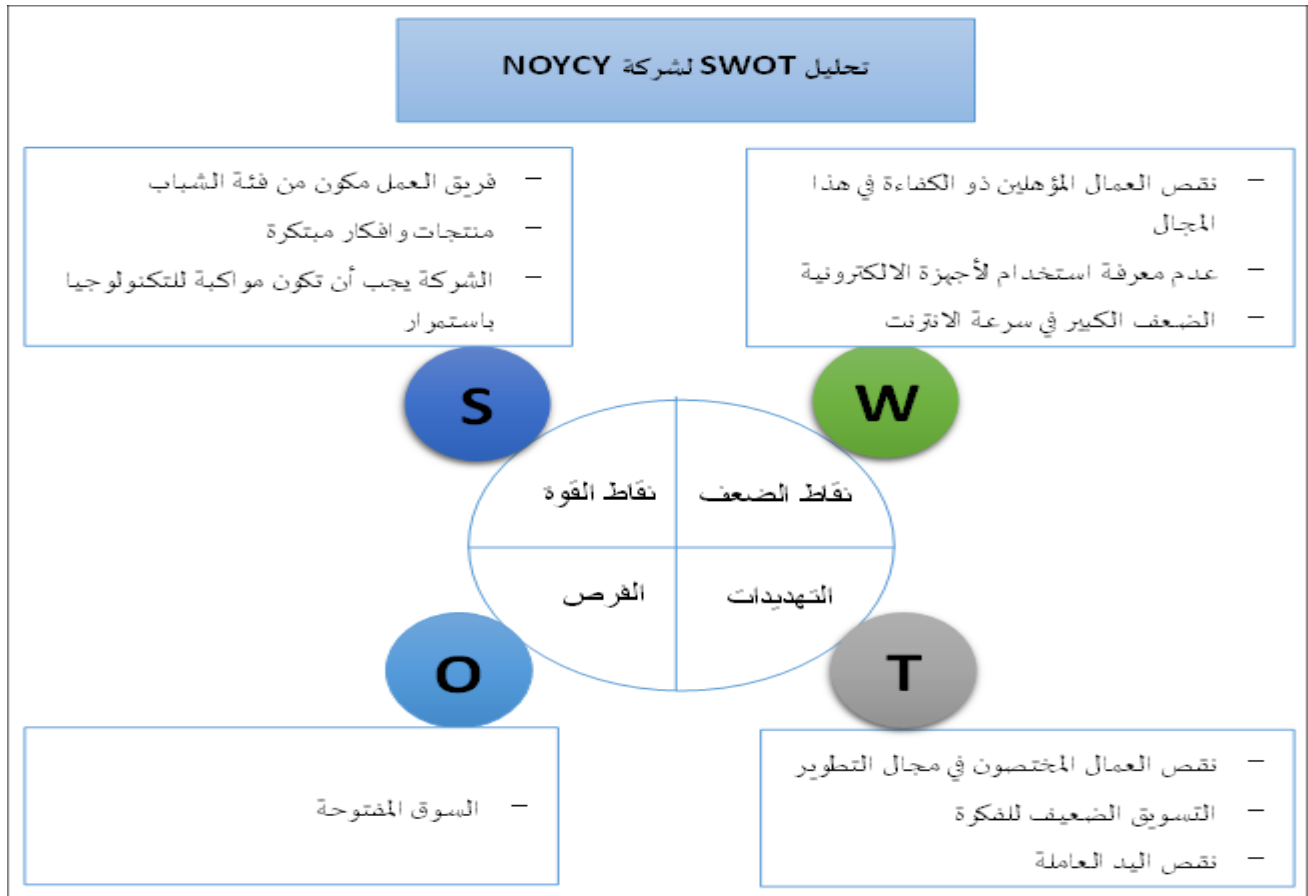 تحليل SWOT لشركة NOYCY
– نقص العمال المؤهلين ذو الكفاءة في هذا
المجال
– عدم معرفة استخدام لأجهزة الالكترونية
– الضعف الكبير في سرعة الانترنت
– فريق العمل مكون من فئة الشباب
– منتجات وافكار مبتكرة
– الشركة يجب أن تكون مواكبة للتكنولوجيا
باستمرار
W
S
نقاط الضعف
نقاط القوة
التهديدات
الفرص
T
O
– نقص العمال المختصون في مجال التطوير
– التسويق الضعيف للفكرة
– نقص اليد العاملة
– السوق المفتوحة